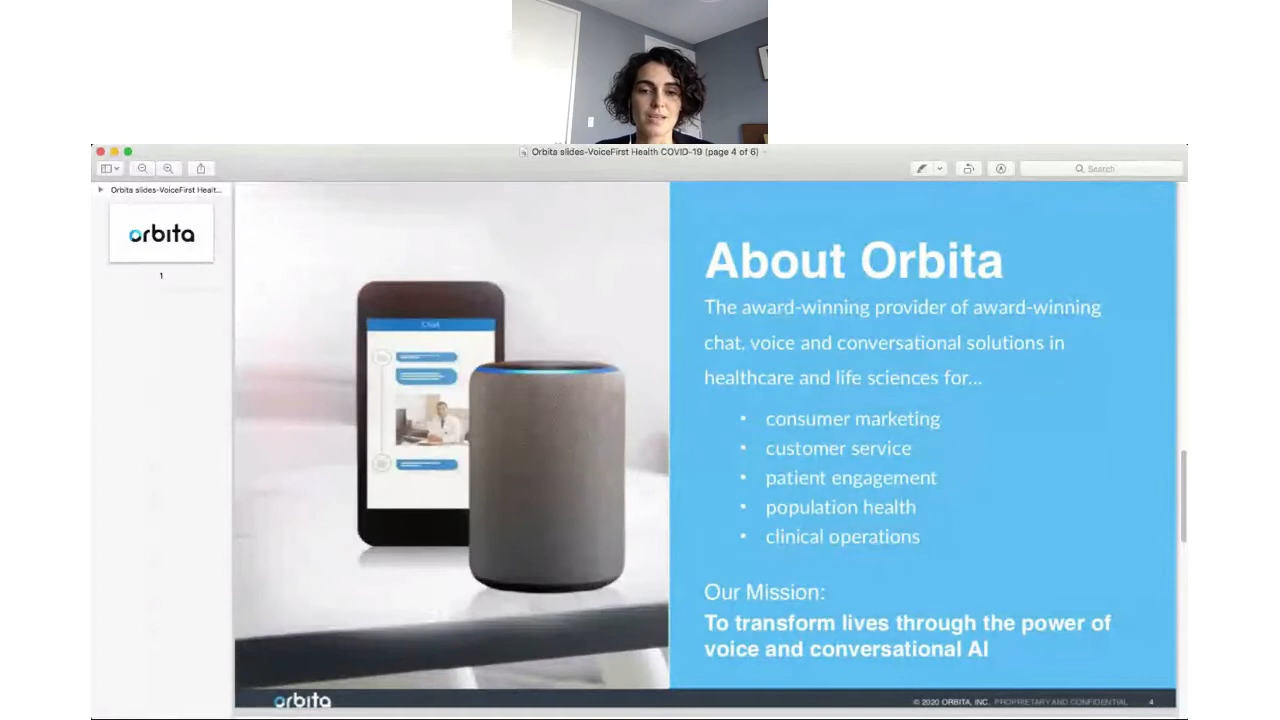 Orbita slides-VoiceFirst Health COVID-19 (page 4 of 6)
Search
Orbita slides-VoiceFirst Healt...
orbita
1
Chat
About Orbita
The award-winning provider of award-winning
chat, voice and conversational solutions in
healthcare and life sciences for...
• consumer marketing
• customer service
• patient engagement
• population health
• clinical operations
Our Mission:
To transform lives through the power of
voice and conversational AI
orbita
© 2020 ORBITA, INC. PROPRIETARY AND CONFIDENTIAL 4